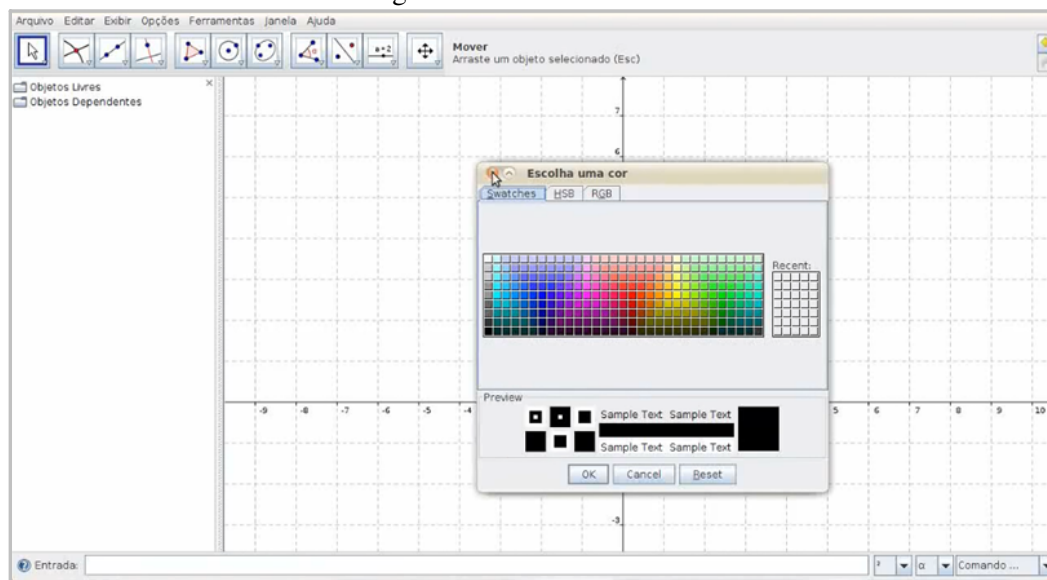 Arquivo Editar Exibir Opções Ferramentas Janela Ajuda
a=2
Mover
Arraste um objeto selecionado (Esc)
Objetos Livres
Objetos Dependentes
7
6
Escolha uma cor
Swatches HSB RGB
Recent:
-9 -8 -7 -6 -5 -4 5 6 7 8 9 10
Preview
Sample Text Sample Text
Sample Text Sample Text
OK Cancel Reset
-3
Entrada: ² α Comando ...